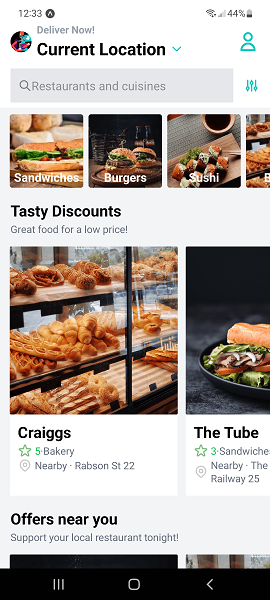 12:33
44%
Deliver Now!
Current Location
Restaurants and cuisines
Sandwiches
Burgers
Sushi
Tasty Discounts
Great food for a low price!
Craiggs
5·Bakery
Nearby · Rabson St 22
The Tube
3·Sandwiches
Nearby · The
Railway 25
Offers near you
Support your local restaurant tonight!